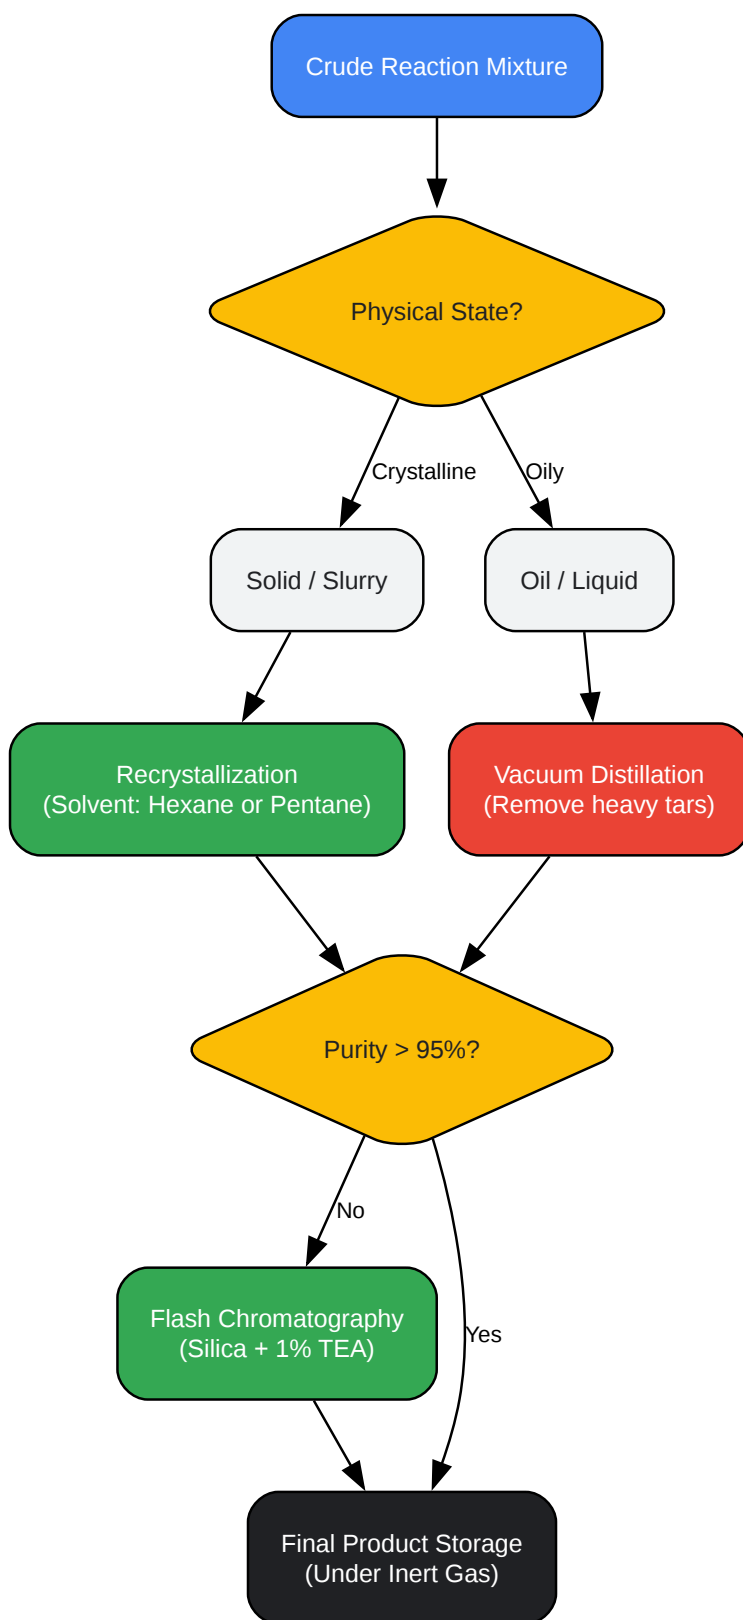 Crude Reaction Mixture
Physical State?
Crystalline
Oily
Solid / Slurry
Oil / Liquid
Recrystallization
(Solvent: Hexane or Pentane)
Vacuum Distillation
(Remove heavy tars)
Purity > 95%?
No
Flash Chromatography
(Silica + 1% TEA)
Yes
Final Product Storage
(Under Inert Gas)